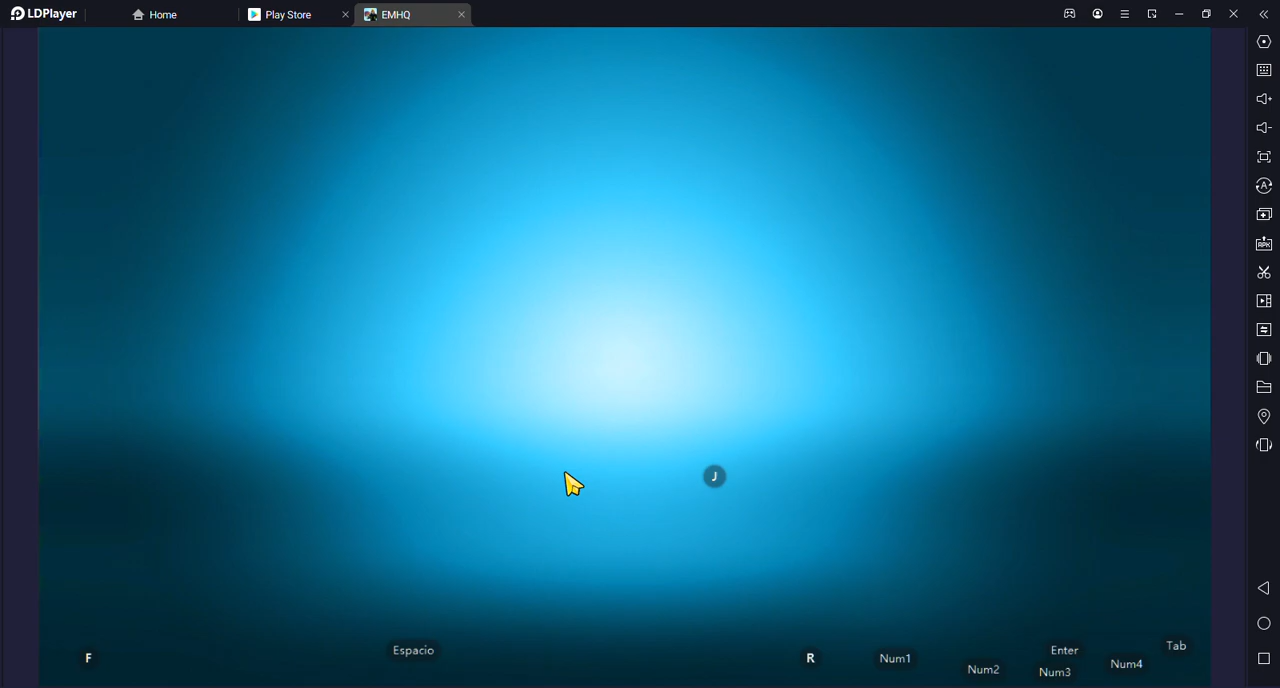 LDPlayer
Home
Play Store
EMHQ
J
F
Espacio
R
Num1
Num2
Num3
Enter
Num4
Tab